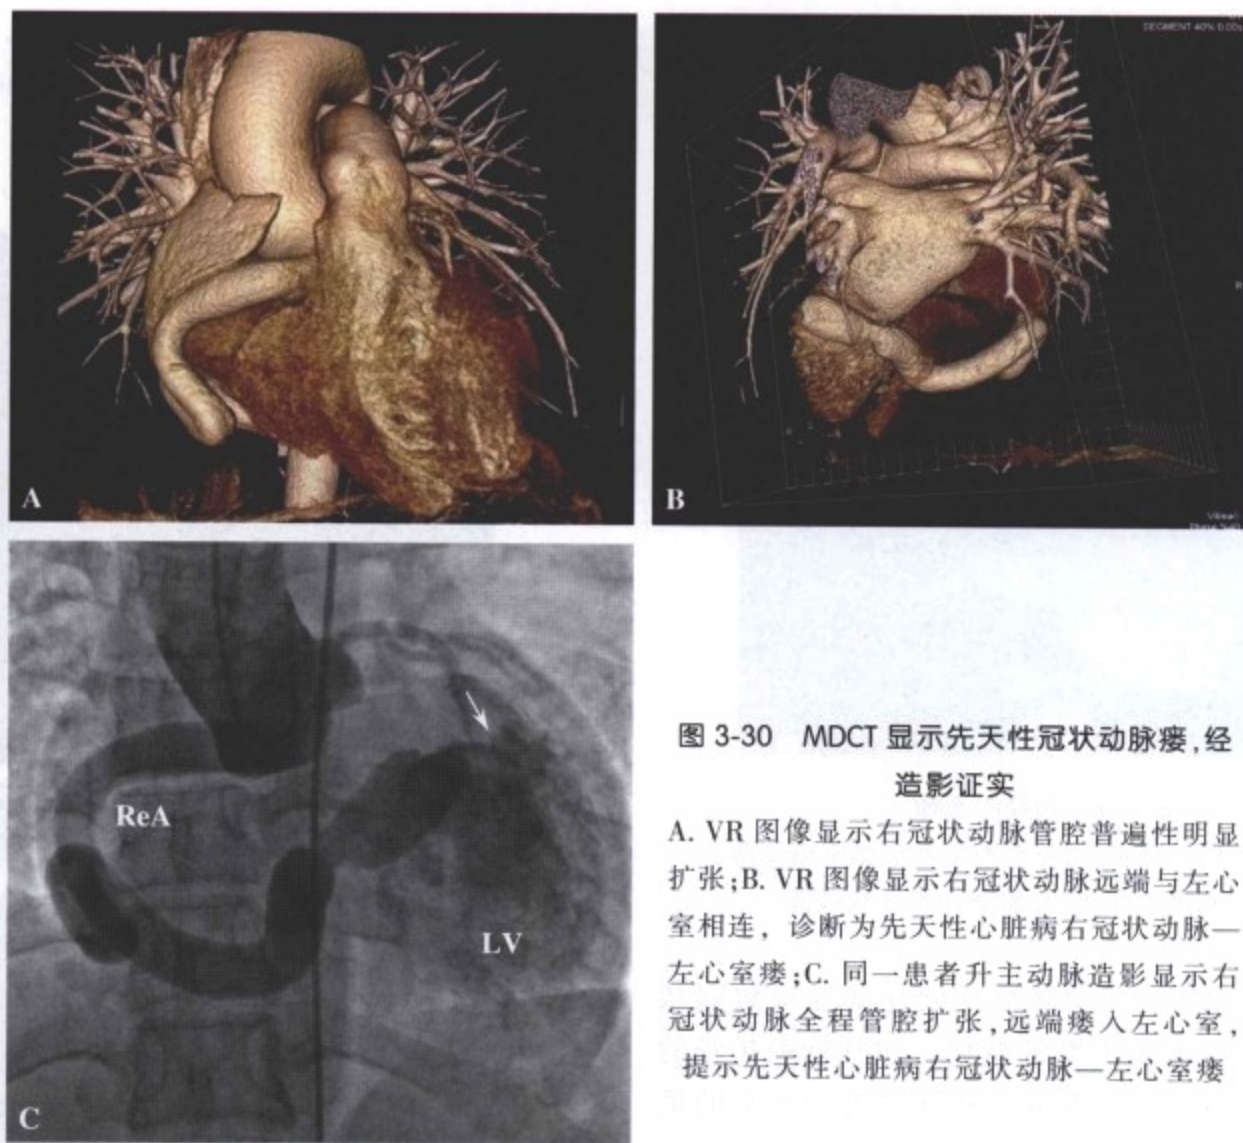 SEGMENT 40% 0.00s
A
B
ReA
LV
C
图 3-30 MDCT 显示先天性冠状动脉瘘,经
造影证实
A. VR 图像显示右冠状动脉管腔普遍性明显
扩张;B. VR 图像显示右冠状动脉远端与左心
室相连，诊断为先天性心脏病右冠状动脉—
左心室瘘;C. 同一患者升主动脉造影显示右
冠状动脉全程管腔扩张,远端瘘入左心室,
提示先天性心脏病右冠状动脉—左心室瘘